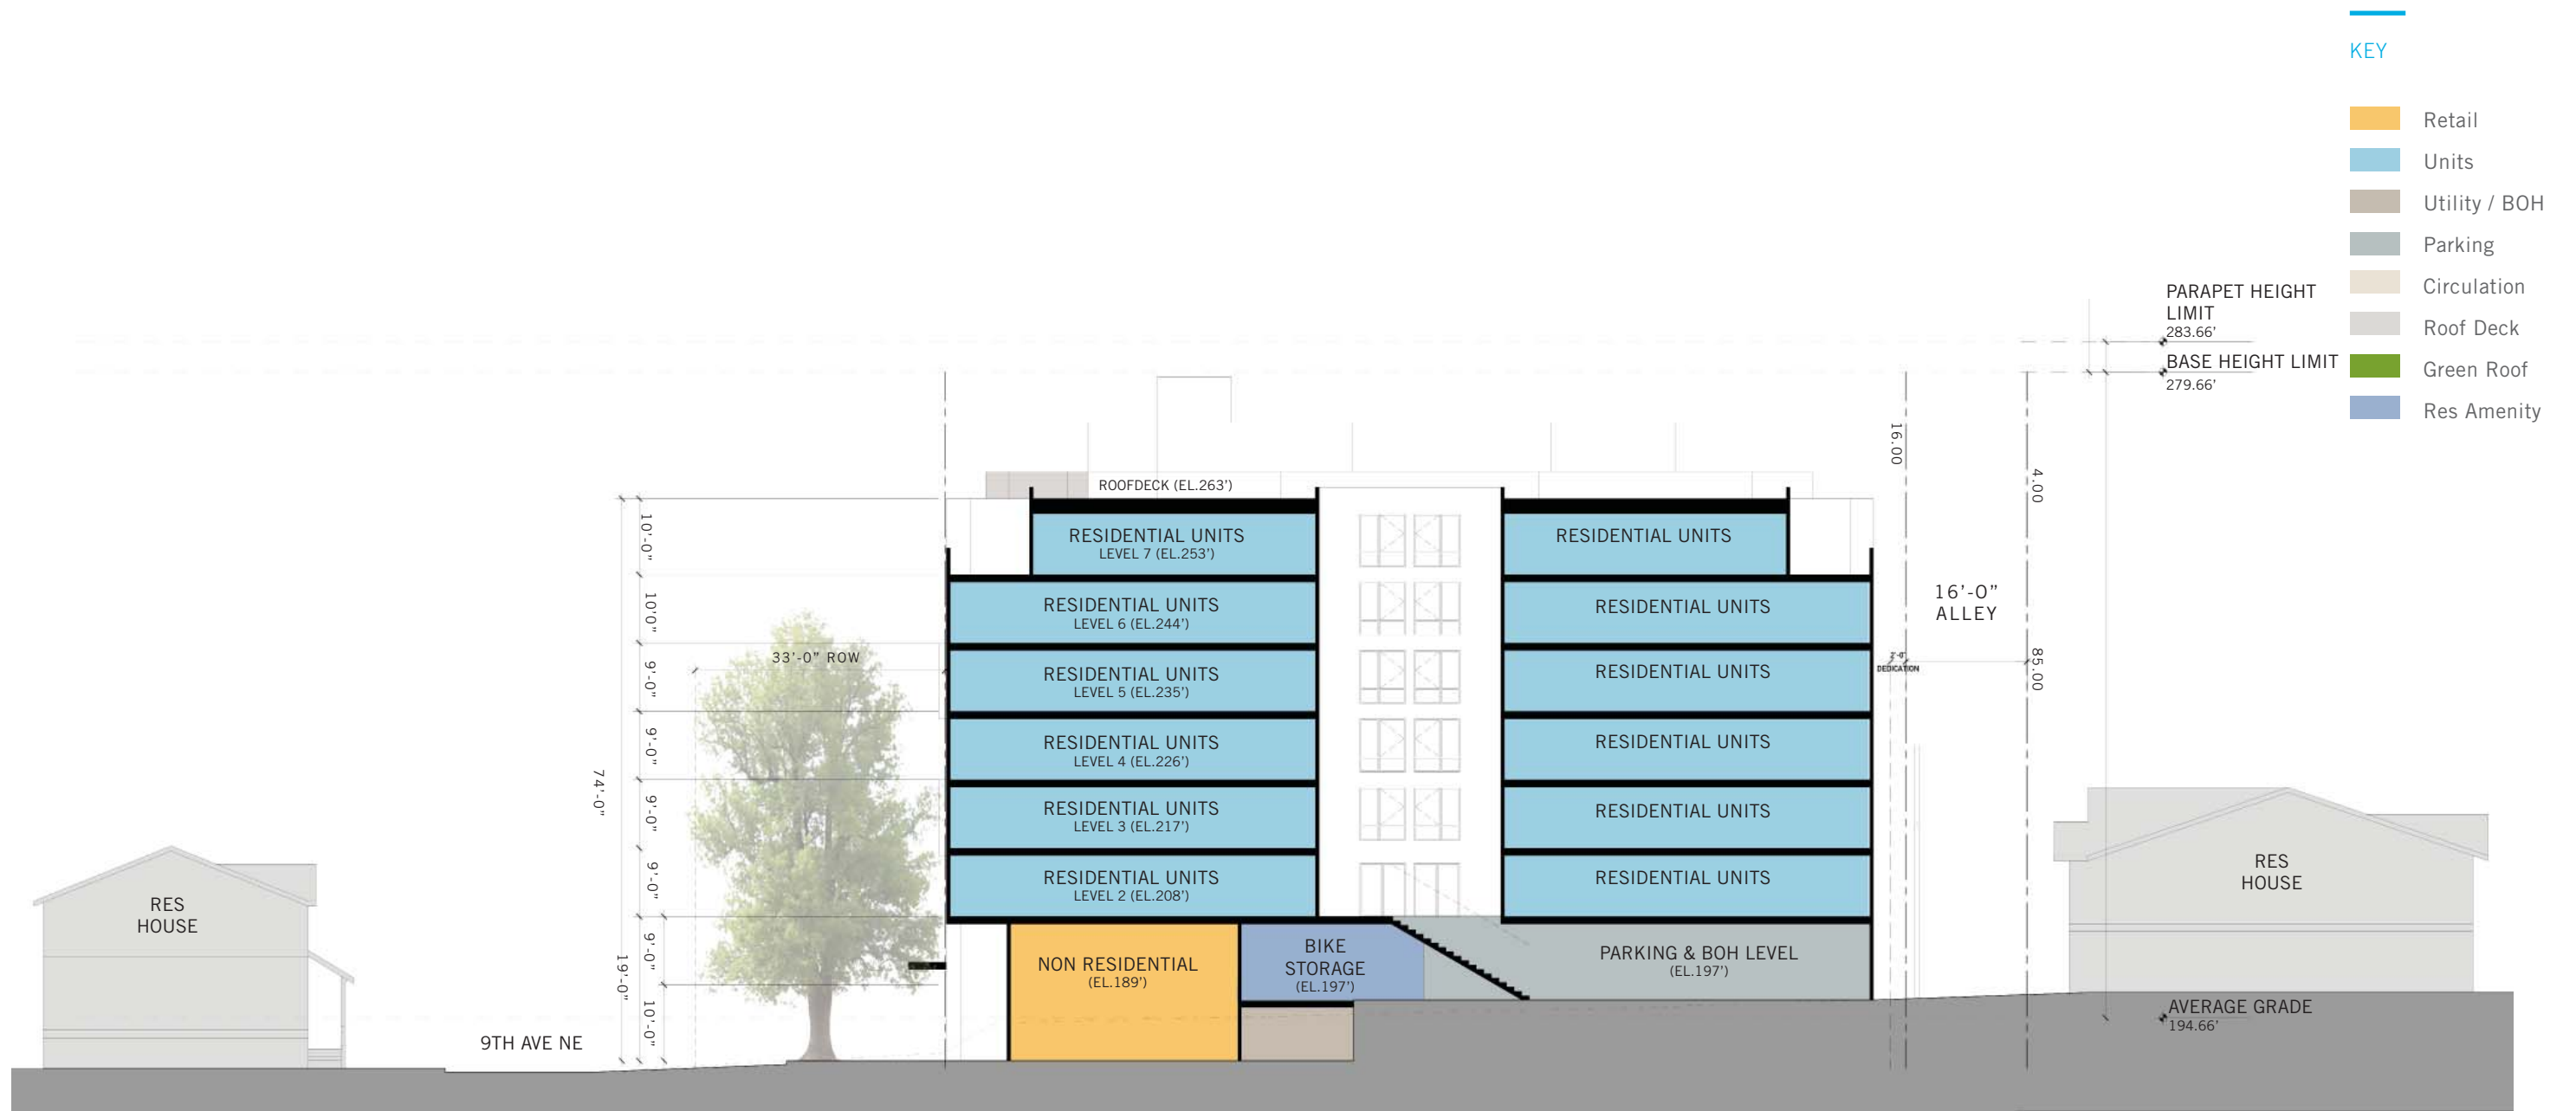 KEY
Retail
Units
Utility / BOH
Parking
Circulation
Roof Deck
Green Roof
Res Amenity
PARAPET HEIGHT
LIMIT
283.66'
BASE HEIGHT LIMIT
279.66'
16.00
4.00
85.00
16'-0"
ALLEY
2'-0"
DEDICATION
ROOFDECK (EL.263')
RESIDENTIAL UNITS
LEVEL 7 (EL.253')
RESIDENTIAL UNITS
RESIDENTIAL UNITS
LEVEL 6 (EL.244')
RESIDENTIAL UNITS
RESIDENTIAL UNITS
LEVEL 5 (EL.235')
RESIDENTIAL UNITS
RESIDENTIAL UNITS
LEVEL 4 (EL.226')
RESIDENTIAL UNITS
RESIDENTIAL UNITS
LEVEL 3 (EL.217')
RESIDENTIAL UNITS
RESIDENTIAL UNITS
LEVEL 2 (EL.208')
RESIDENTIAL UNITS
NON RESIDENTIAL
(EL.189')
BIKE
STORAGE
(EL.197')
PARKING & BOH LEVEL
(EL.197')
10'-0"
10'0"
9'-0"
9'-0"
9'-0"
9'-0"
9'-0"
10'-0"
74'-0"
19'-0"
33'-0" ROW
9TH AVE NE
RES
HOUSE
RES
HOUSE
AVERAGE GRADE
194.66'